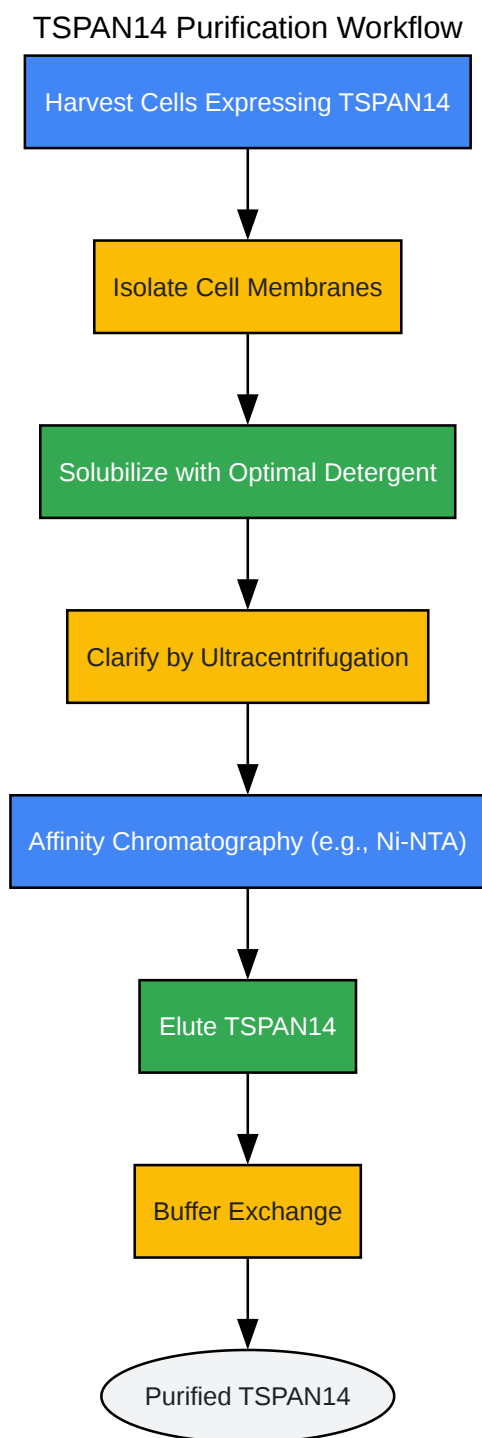 TSPAN14 Purification Workflow
Harvest Cells Expressing TSPAN14
Isolate Cell Membranes
Solubilize with Optimal Detergent
Clarify by Ultracentrifugation
Affinity Chromatography (e.g., Ni-NTA)
Elute TSPAN14
Buffer Exchange
Purified TSPAN14